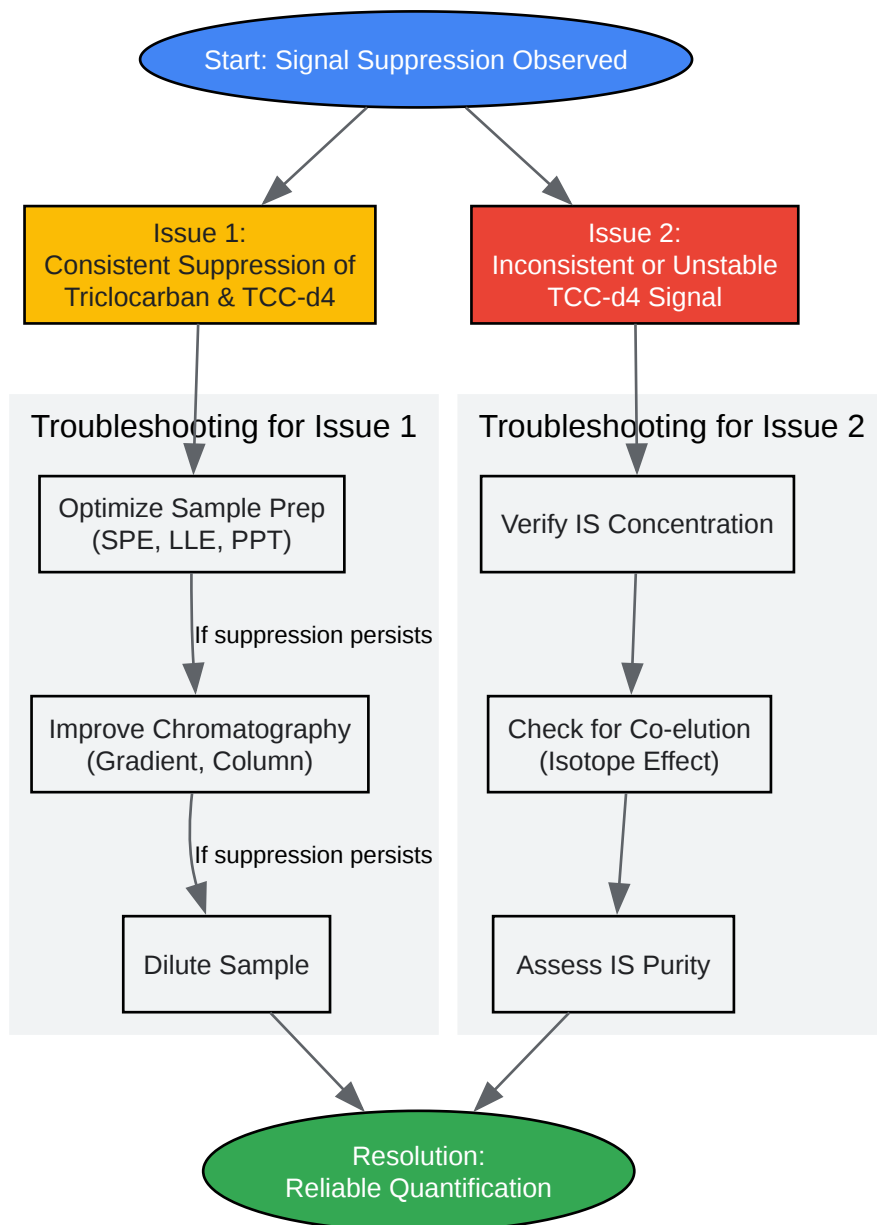 Start: Signal Suppression Observed
Issue 1:
Consistent Suppression of
Triclocarban & TCC-d4
Issue 2:
Inconsistent or Unstable
TCC-d4 Signal
Troubleshooting for Issue 1
Optimize Sample Prep
(SPE, LLE, PPT)
If suppression persists
Improve Chromatography
(Gradient, Column)
If suppression persists
Dilute Sample
Troubleshooting for Issue 2
Verify IS Concentration
Check for Co-elution
(Isotope Effect)
Assess IS Purity
Resolution:
Reliable Quantification